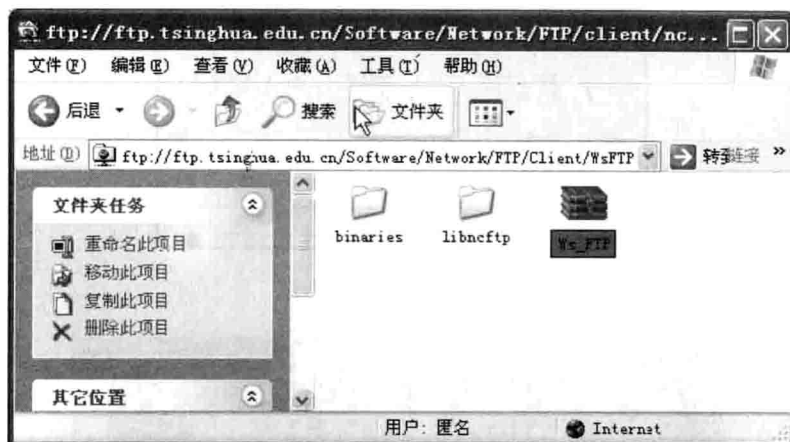 ftp://ftp.tsinghua.edu.cn/Software/Network/FTP/client/nc...
文件(F) 编辑(E) 查看(V) 收藏(A) 工具(T) 帮助(H)
后退 搜索 文件夹
地址(D) ftp://ftp.tsinghua.edu.cn/Software/Network/FTP/Client/WsFTP 转到 链接 »
文件夹任务
重命名此项目
移动此项目
复制此项目
删除此项目
其它位置
binaries libncftp Ws_FTP
用户: 匿名 Internet